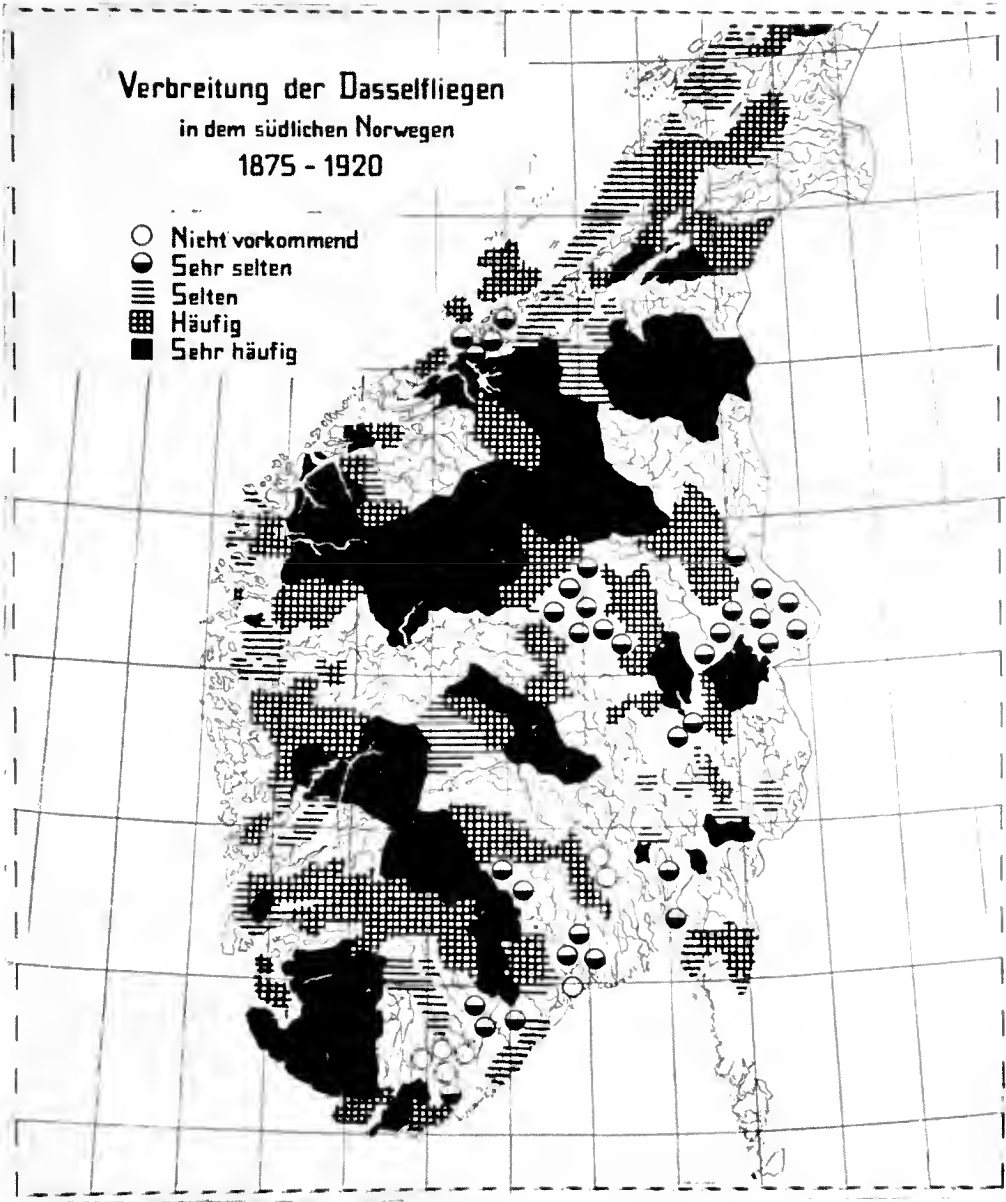 Verbreitung der Dasselfliegen
in dem südlichen Norwegen
1875 - 1920
Nicht vorkommend
Sehr selten
Selten
Häufig
Sehr häufig